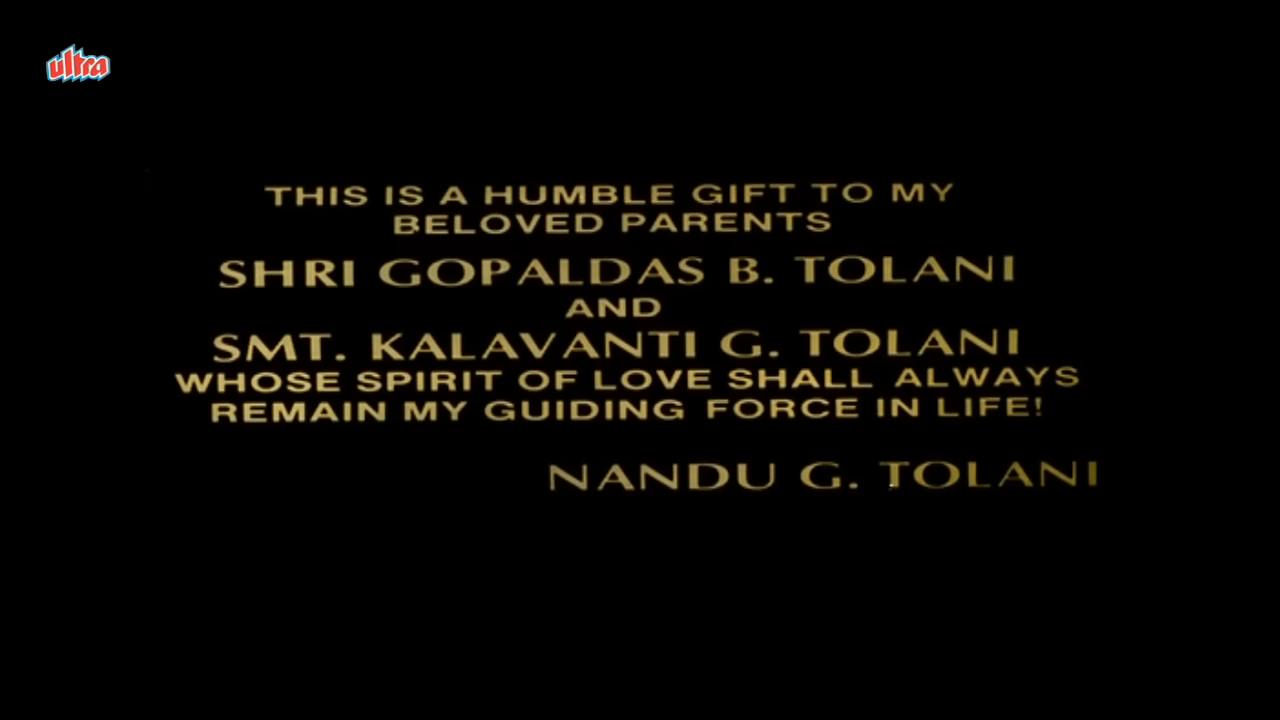 ultra
THIS IS A HUMBLE GIFT TO MY
BELOVED PARENTS
SHRI GOPALDAS B. TOLANI
AND
SMT. KALAVANTI G. TOLANI
WHOSE SPIRIT OF LOVE SHALL ALWAYS
REMAIN MY GUIDING FORCE IN LIFE!
NANDU G. TOLANI